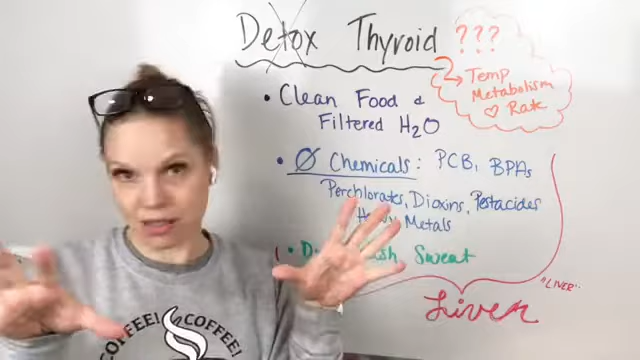 Detox Thyroid ???
Temp
Metabolism
♡ Rate
• Clean Food &
Filtered H2O
• Ø Chemicals: PCB, BPAs
Perchlorates, Dioxins, Pestacides
Metals
Sweat
"LIVER"
Liver
COFFEE! COFFEE!